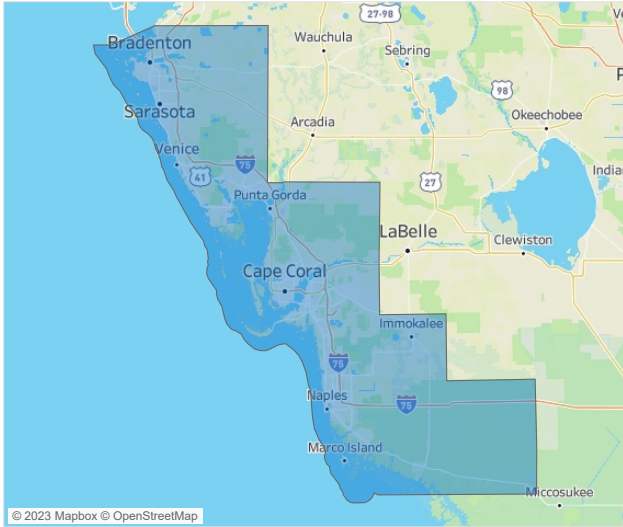 27-98
Ve
Bradenton
Wauchula
Sebring
98
P
Sarasota
Okeechobee
Arcadia
Venice
75
41
27
Indian
Punta Gorda
LaBelle
Clewiston
Cape Coral
Immokalee
75
Naples
75
Marco Island
Miccosukee
© 2023 Mapbox © OpenStreetMap